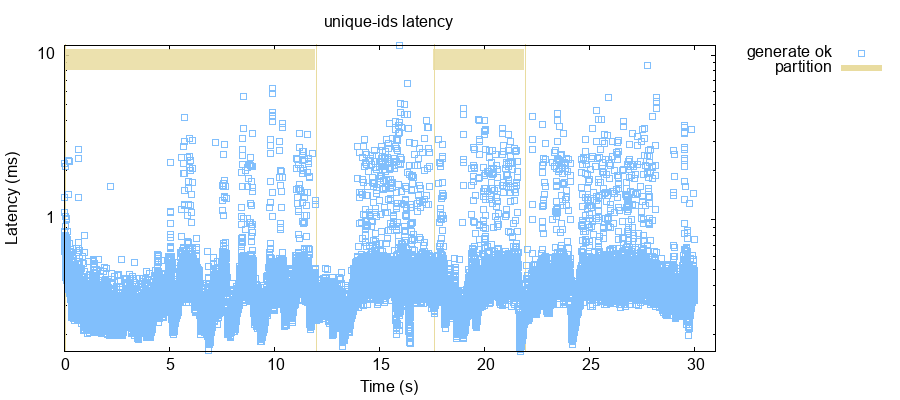 unique-ids latency
generate ok
partition
10
1
Latency (ms)
0 5 10 15 20 25 30
Time (s)